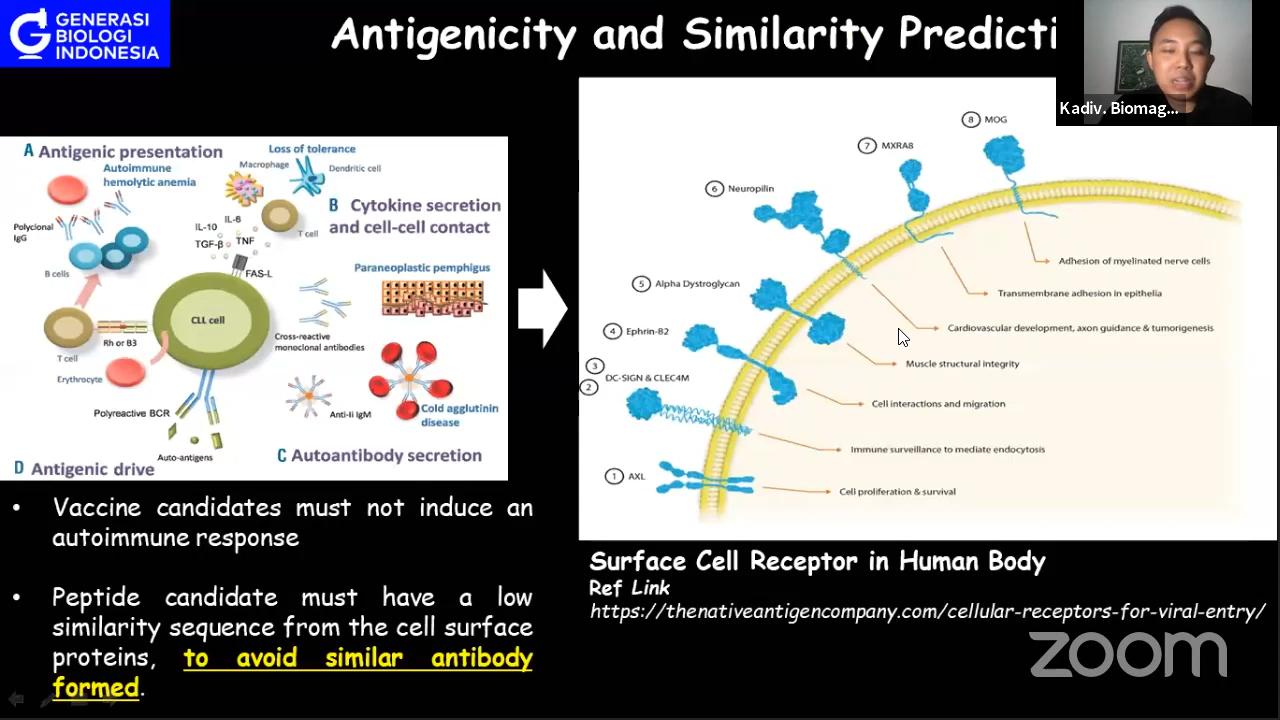 GENERASI
BIOLOGI
INDONESIA
Antigenicity and Similarity Predicti
Kadiv. Biomag...
A Antigenic presentation
Autoimmune
hemolytic anemia
Polyclonal
IgG
B cells
T cell
Rh or B3
Erythrocyte
Loss of tolerance
Macrophage
Dendritic cell
T cell
B Cytokine secretion
and cell-cell contact
IL-10
IL-6
TGF-β
TNF
FAS-L
CLL cell
Paraneoplastic pemphigus
Cross-reactive
monoclonal antibodies
Polyreactive BCR
Anti-Ii IgM
Cold agglutinin
disease
Auto-antigens
C Autoantibody secretion
D Antigenic drive
8 MOG
7 MXRA8
6 Neuropilin
5 Alpha Dystroglycan
4 Ephrin-B2
3
2 DC-SIGN & CLEC4M
1 AXL
Adhesion of myelinated nerve cells
Transmembrane adhesion in epithelia
Cardiovascular development, axon guidance & tumorigenesis
Muscle structural integrity
Cell interactions and migration
Immune surveillance to mediate endocytosis
Cell proliferation & survival
• Vaccine candidates must not induce an
autoimmune response
• Peptide candidate must have a low
similarity sequence from the cell surface
proteins, to avoid similar antibody
formed.
Surface Cell Receptor in Human Body
Ref Link
https://thenativeantigencompany.com/cellular-receptors-for-viral-entry/
zoom